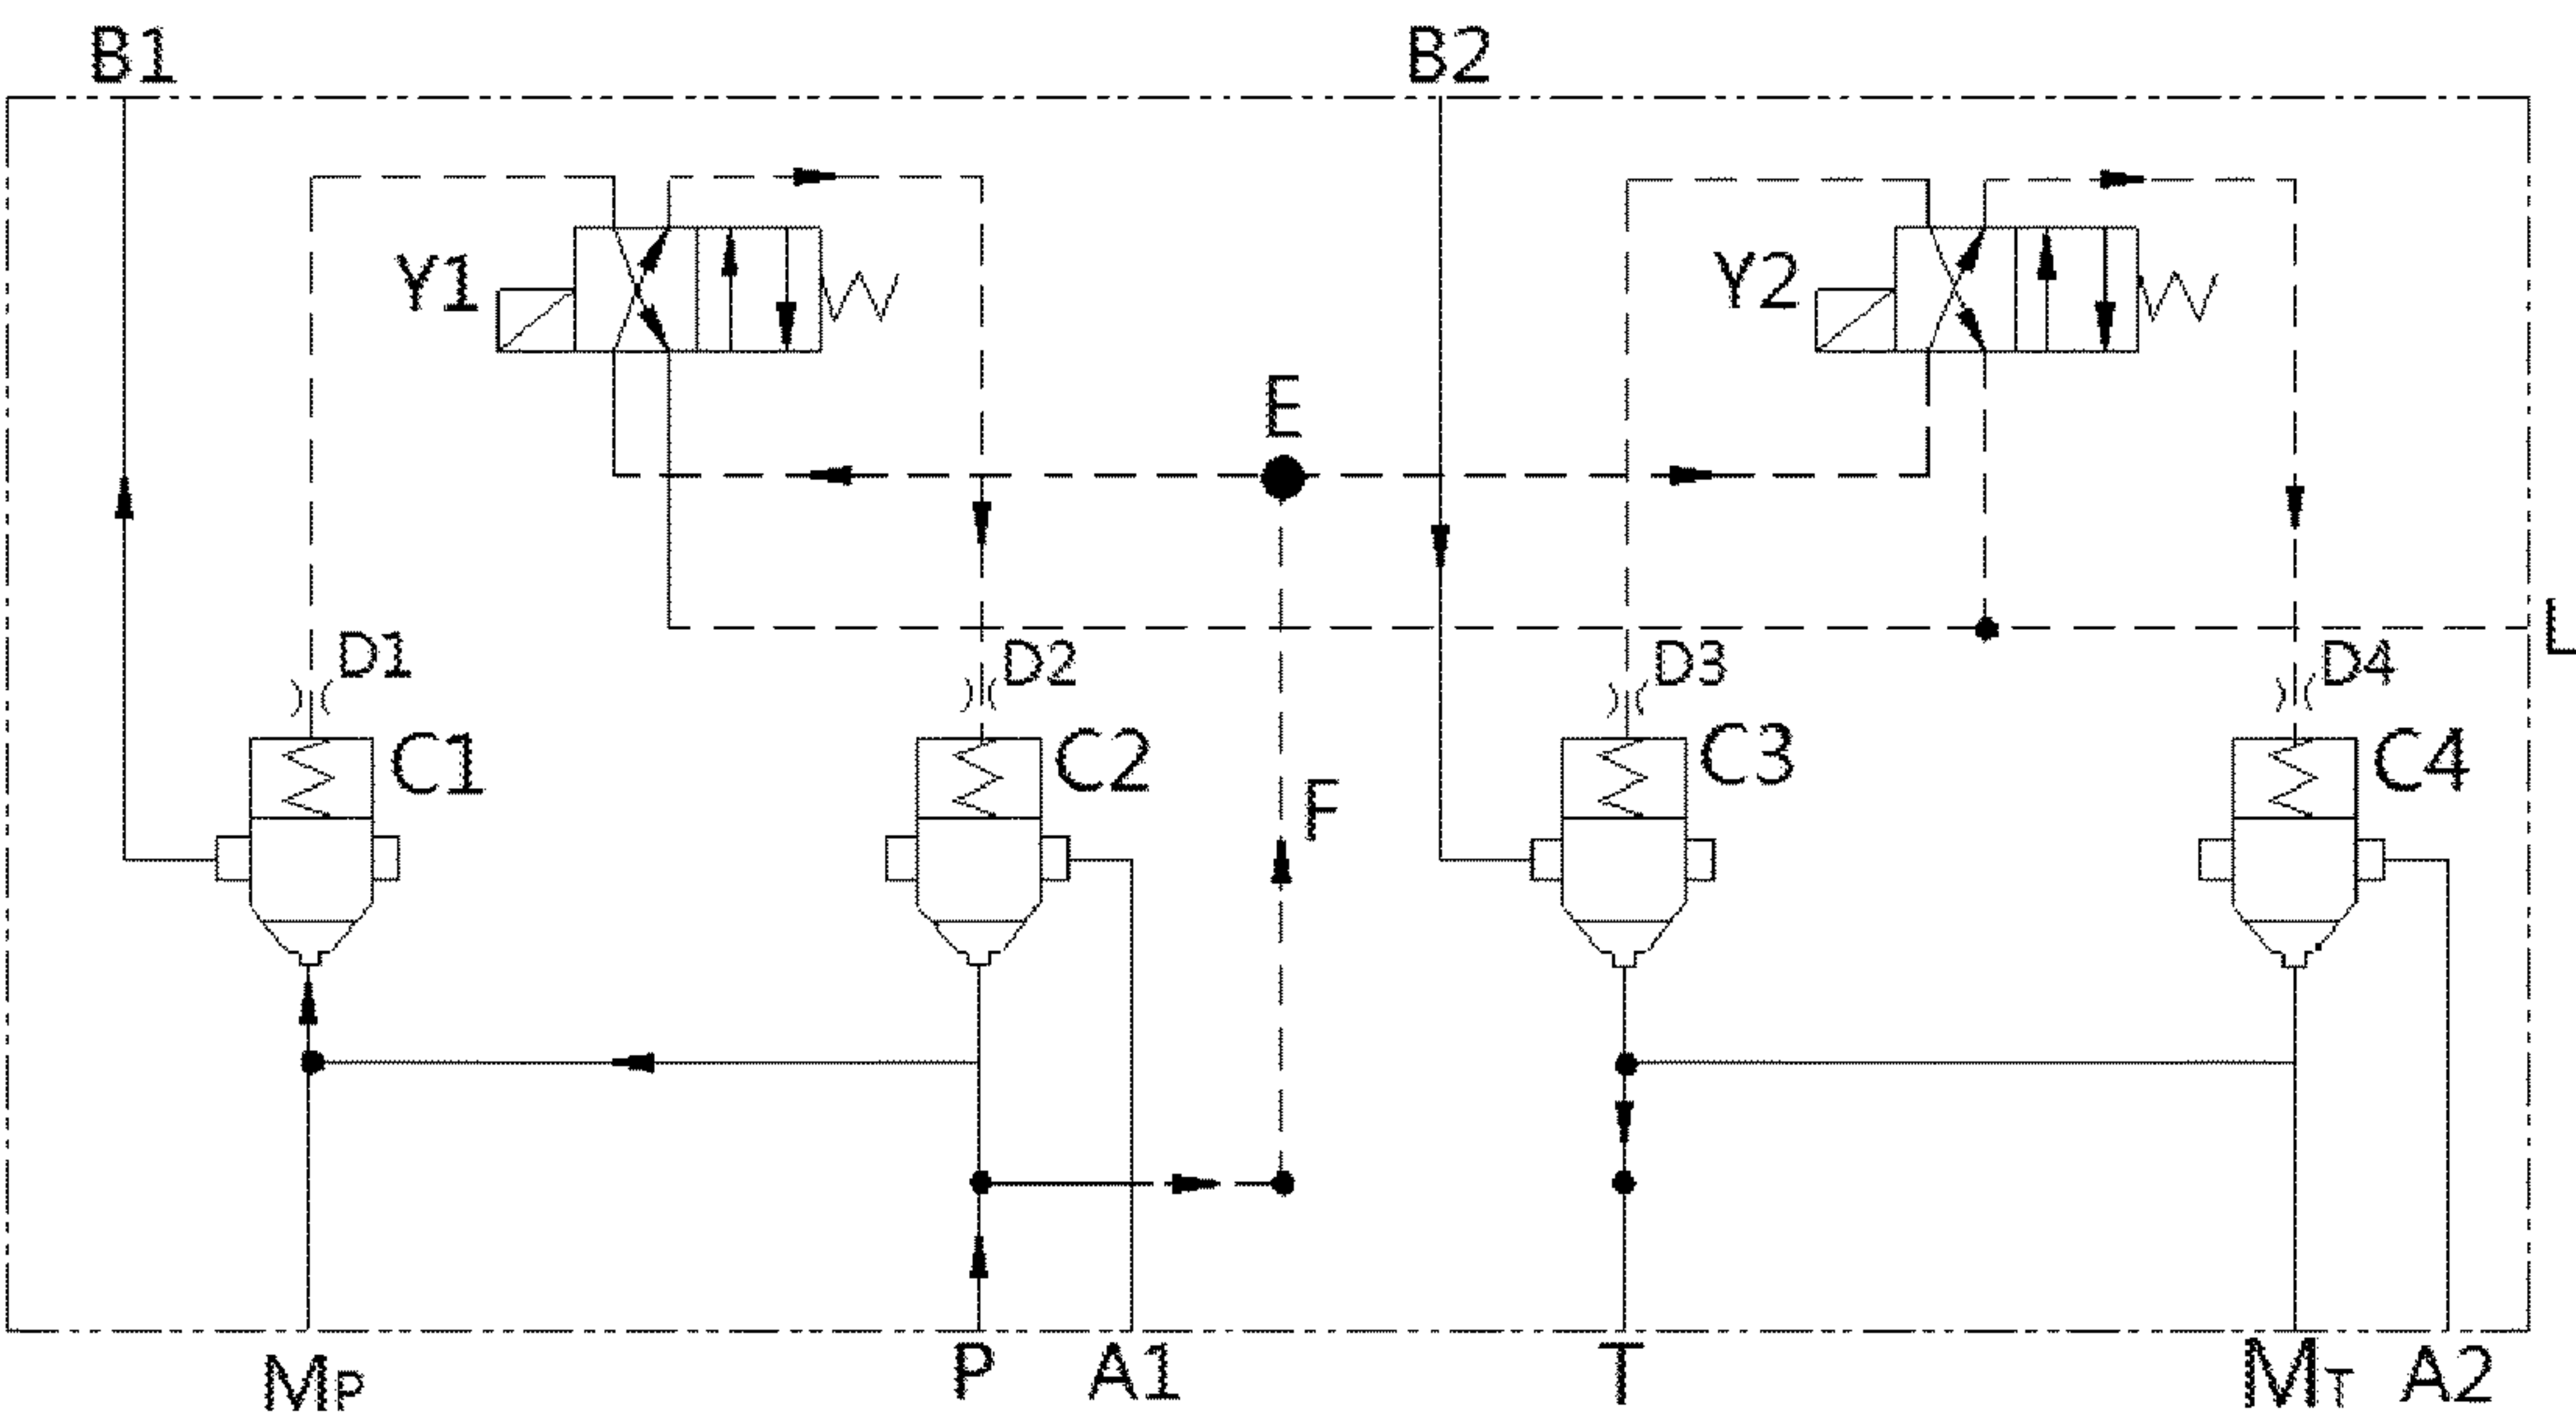 B1 B2
Y1 Y2
E
L
D1 D2 D3 D4
C1 C2 C3 C4
F
MP P A1 T MT A2